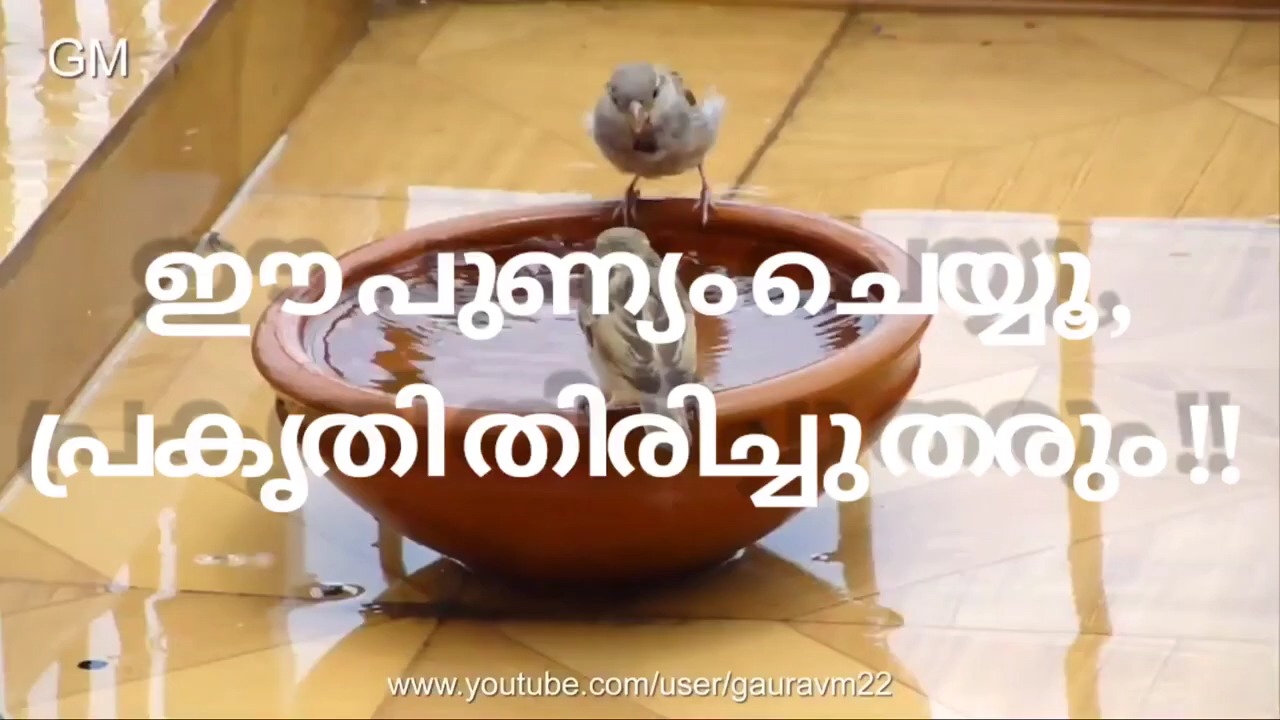 GM
ഈ പുണ്യം ചെയ്യൂ,
പ്രകൃതി തിരിച്ചു തരും !!
www.youtube.com/user/gauravm22